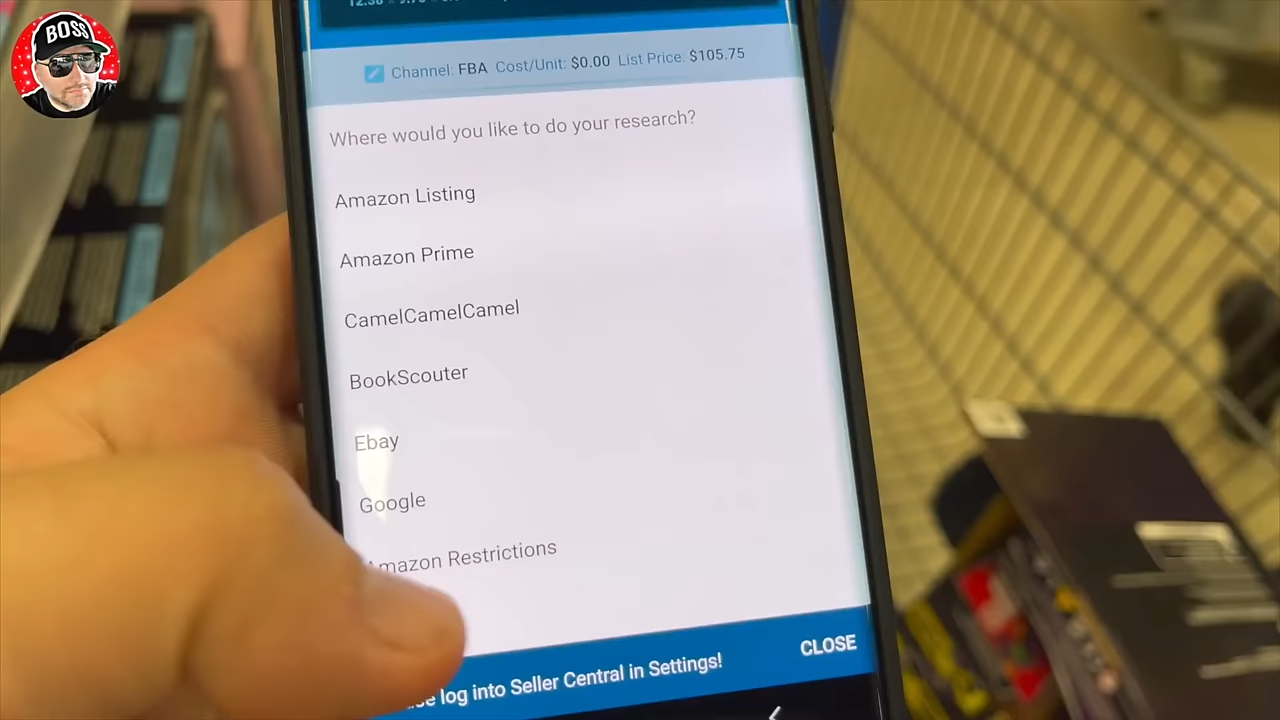 BOSS
Channel: FBA Cost/Unit: $0.00 List Price: $105.75
Where would you like to do your research?
Amazon Listing
Amazon Prime
CamelCamelCamel
BookScouter
Ebay
Google
Amazon Restrictions
log into Seller Central in Settings!
CLOSE